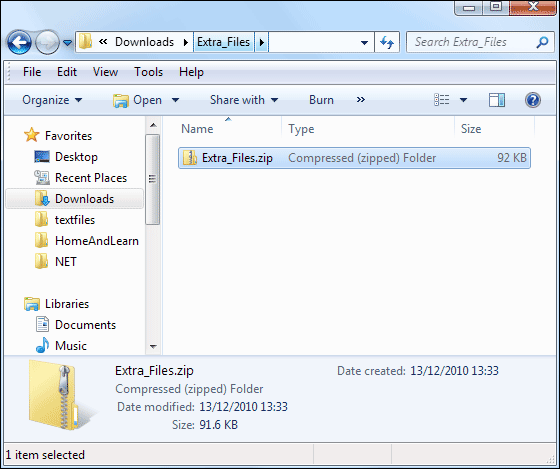 « Downloads ▸ Extra_Files ▸ Search Extra_Files
File Edit View Tools Help
Organize ▾ Open ▾ Share with ▾ Burn »
Name Type Size
Favorites
Desktop
Recent Places
Downloads
textfiles
HomeAndLearn
NET
Libraries
Documents
Music
Extra_Files.zip Compressed (zipped) Folder 92 KB
Extra_Files.zip Date created: 13/12/2010 13:33
Compressed (zipped) Folder
Date modified: 13/12/2010 13:33
Size: 91.6 KB
1 item selected